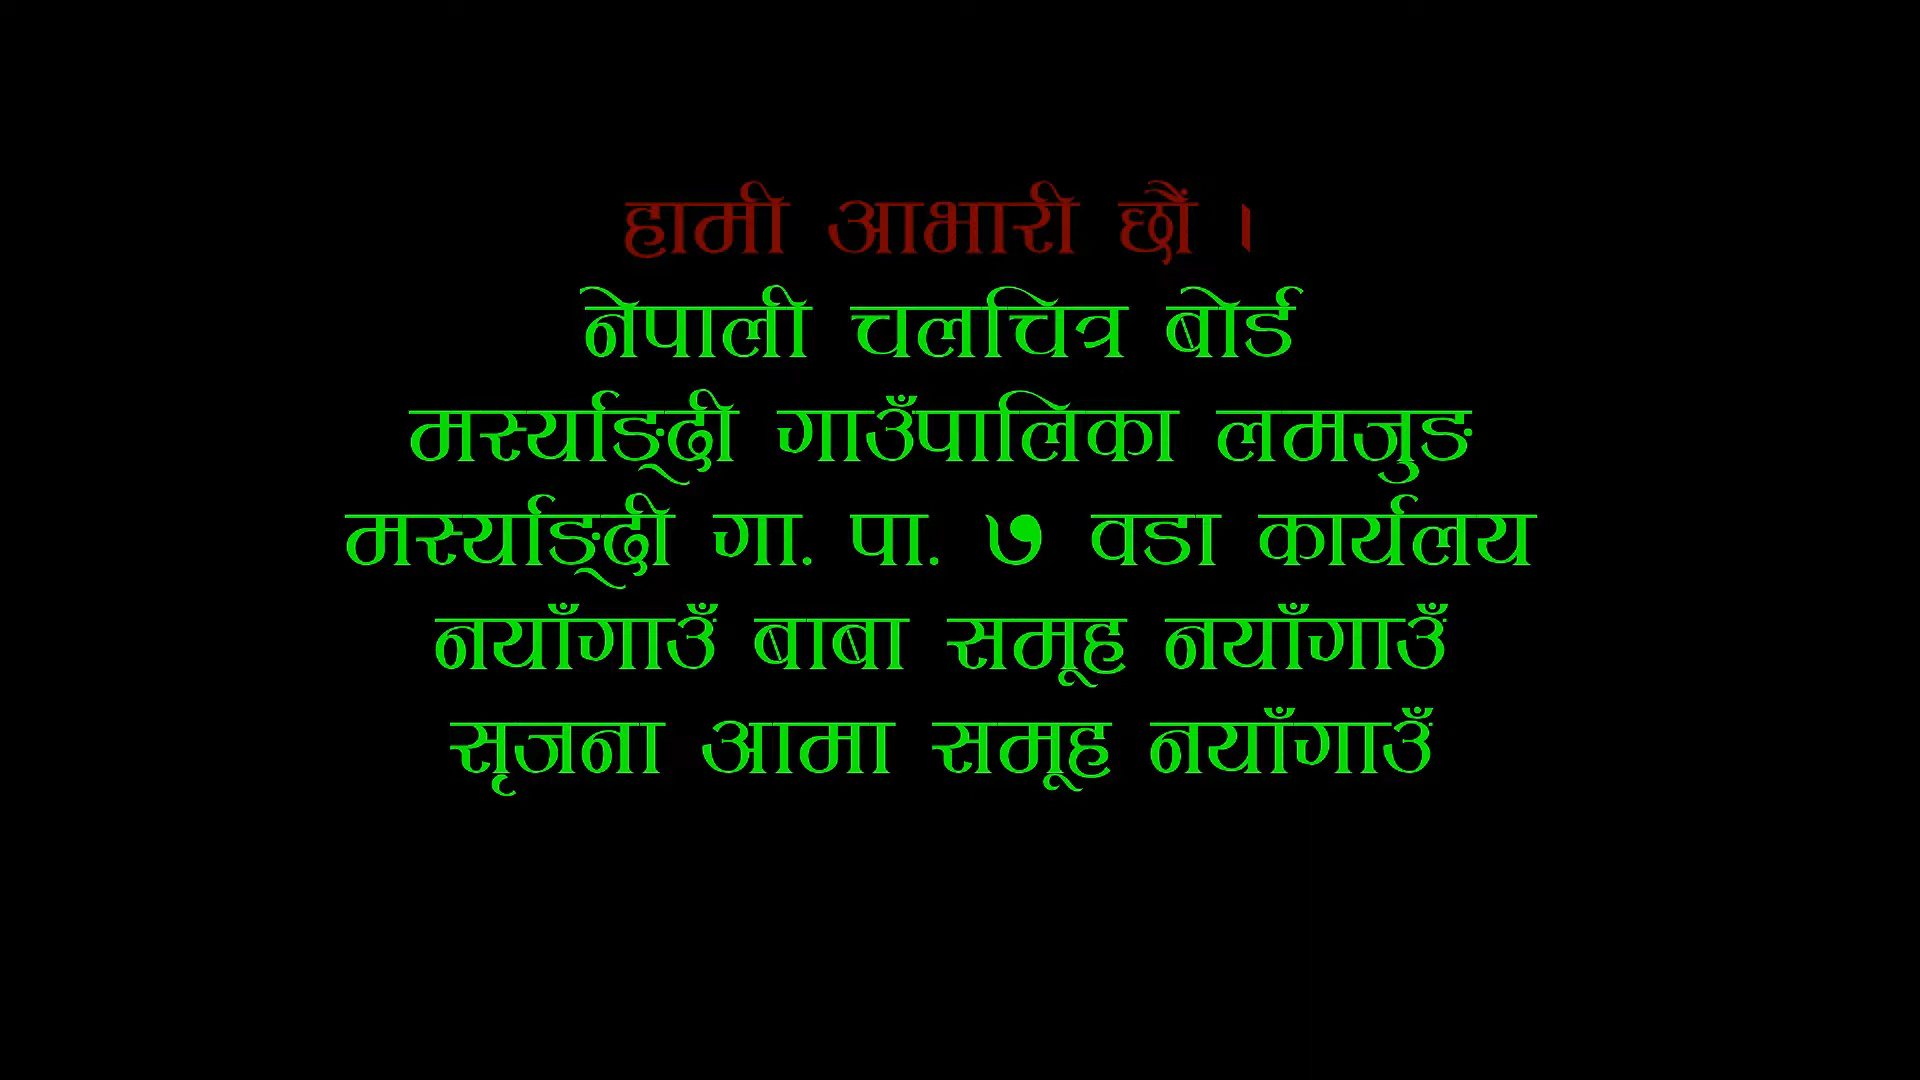 हामी आभारी छौं ।
नेपाली चलचित्र बोर्ड
मर्स्याङ्दी गाउँपालिका लमजुङ
मर्स्याङ्दी गा. पा. ७ वडा कार्यलय
नयाँगाउँ बाबा समूह नयाँगाउँ
सृजना आमा समूह नयाँगाउँ